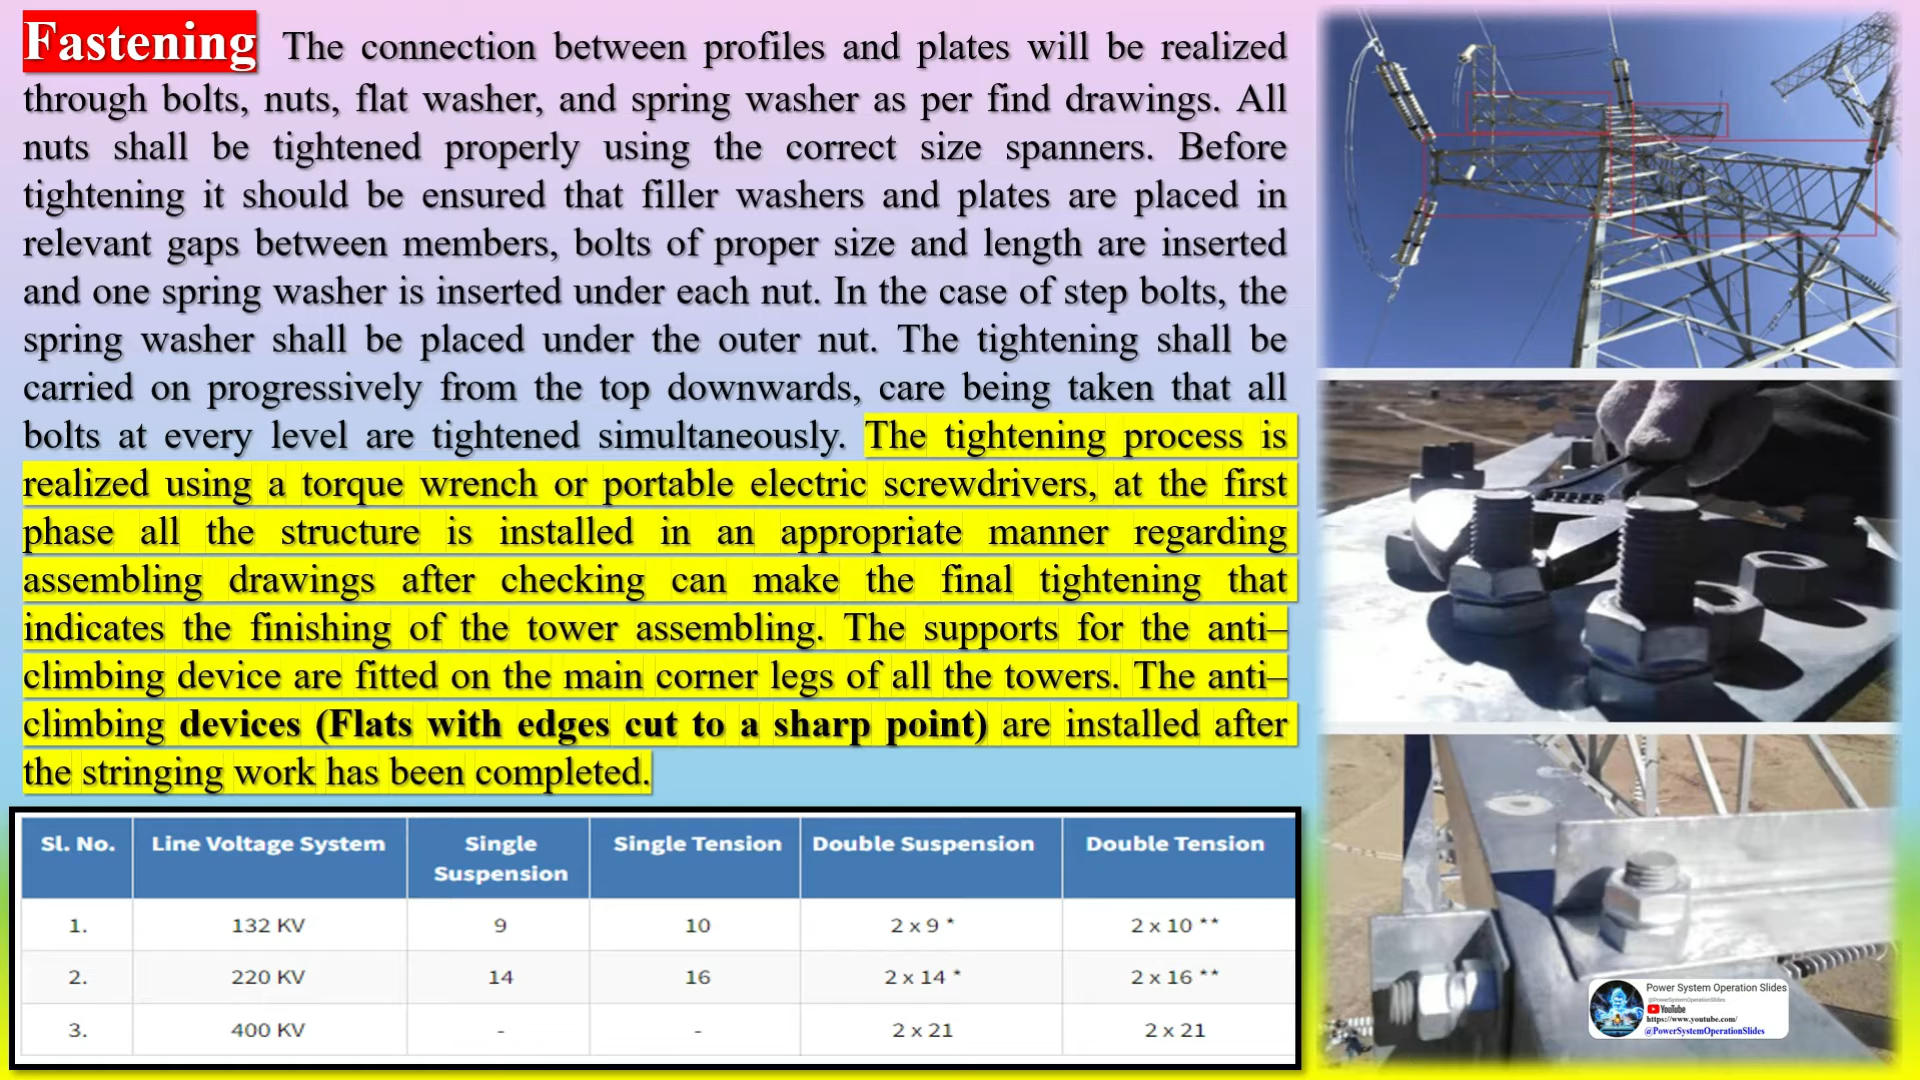 Fastening The connection between profiles and plates will be realized
through bolts, nuts, flat washer, and spring washer as per find drawings. All
nuts shall be tightened properly using the correct size spanners. Before
tightening it should be ensured that filler washers and plates are placed in
relevant gaps between members, bolts of proper size and length are inserted
and one spring washer is inserted under each nut. In the case of step bolts, the
spring washer shall be placed under the outer nut. The tightening shall be
carried on progressively from the top downwards, care being taken that all
bolts at every level are tightened simultaneously. The tightening process is
realized using a torque wrench or portable electric screwdrivers, at the first
phase all the structure is installed in an appropriate manner regarding
assembling drawings after checking can make the final tightening that
indicates the finishing of the tower assembling. The supports for the anti–
climbing device are fitted on the main corner legs of all the towers. The anti–
climbing devices (Flats with edges cut to a sharp point) are installed after
the stringing work has been completed.
Sl. No. Line Voltage System Single Suspension Single Tension Double Suspension Double Tension
1. 132 KV 9 10 2 x 9 * 2 x 10 **
2. 220 KV 14 16 2 x 14 * 2 x 16 **
3. 400 KV - - 2 x 21 2 x 21
Power System Operation Slides
@PowerSystemOperationSlides
YouTube
https://www.youtube.com/
@PowerSystemOperationSlides